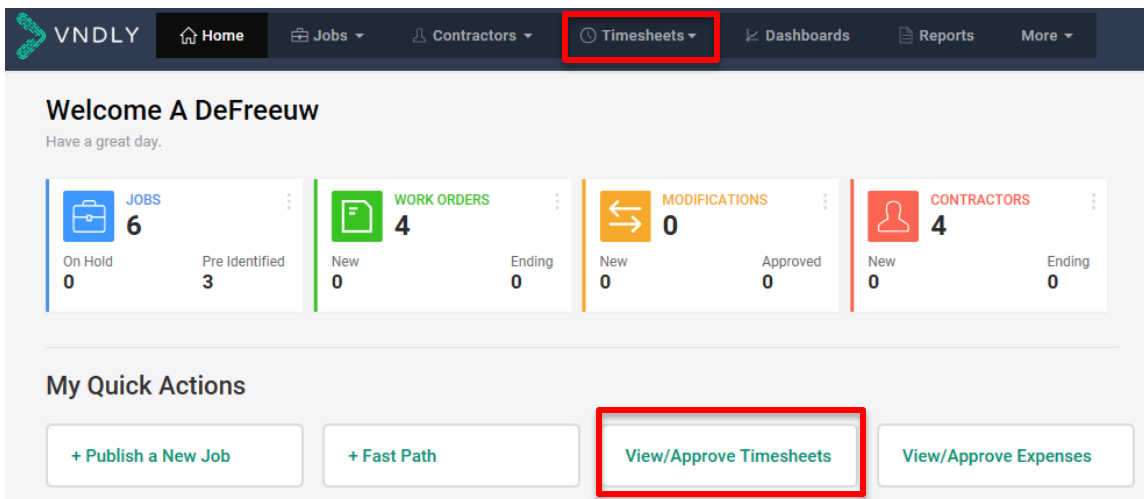 VNDLY Home Jobs Contractors Timesheets Dashboards Reports More
Welcome A DeFreeuw
Have a great day.
JOBS
6
On Hold Pre Identified
0 3
WORK ORDERS
4
New Ending
0 0
MODIFICATIONS
0
New Approved
0 0
CONTRACTORS
4
New Ending
0 0
My Quick Actions
+ Publish a New Job + Fast Path View/Approve Timesheets View/Approve Expenses